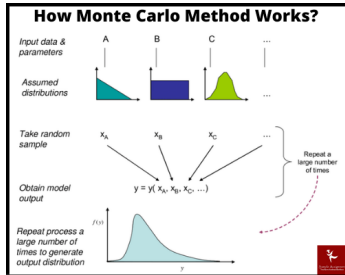 How Monte Carlo Method Works?
Input data &
parameters
A
B
C
...
Assumed
distributions
...
Take random
sample
xA
xB
xC
...
Repeat a
large number
of times
Obtain model
output
y = y( xA, xB, xC, ...)
Repeat process a
large number
of times to generate
output distribution
f(y)
y